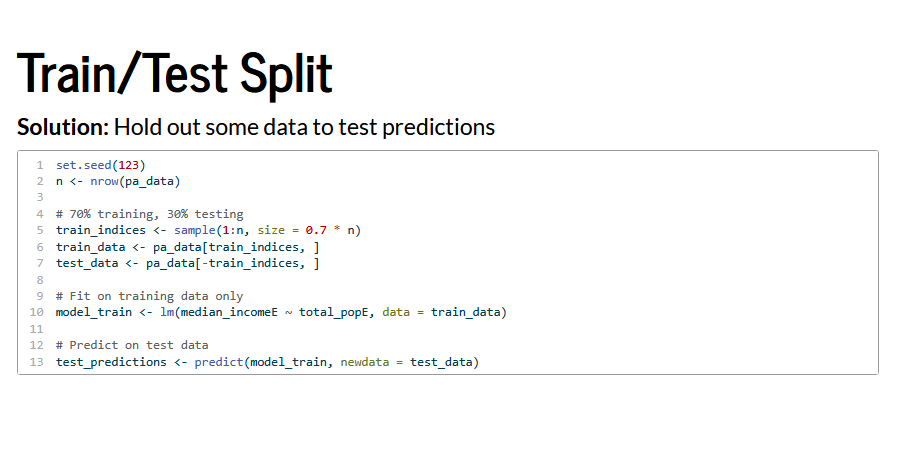 Train/Test Split
Solution: Hold out some data to test predictions
1 set.seed(123)
2 n <- nrow(pa_data)
3
4 # 70% training, 30% testing
5 train_indices <- sample(1:n, size = 0.7 * n)
6 train_data <- pa_data[train_indices, ]
7 test_data <- pa_data[-train_indices, ]
8
9 # Fit on training data only
10 model_train <- lm(median_incomeE ~ total_popE, data = train_data)
11
12 # Predict on test data
13 test_predictions <- predict(model_train, newdata = test_data)